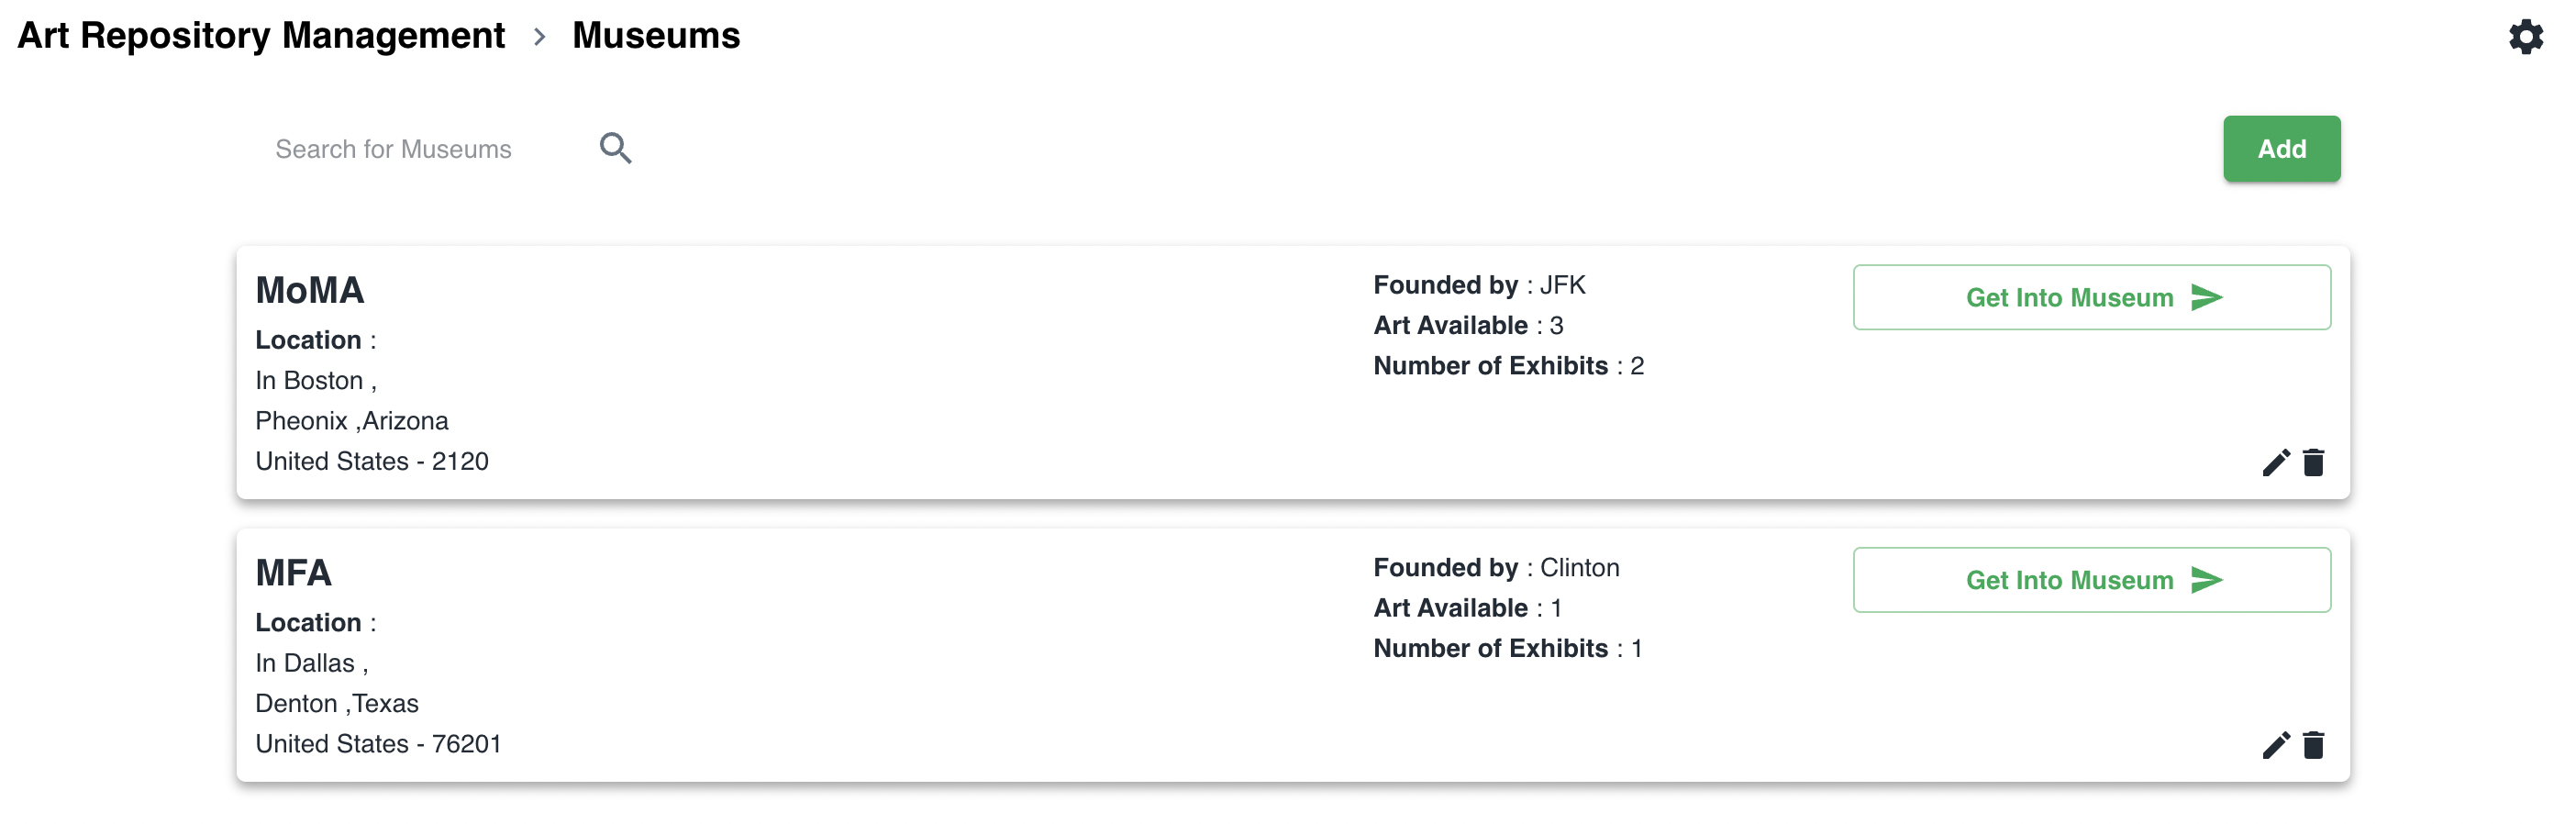 Art Repository Management > Museums
Search for Museums
Add
MoMA
Location :
In Boston ,
Pheonix ,Arizona
United States - 2120
Founded by : JFK
Art Available : 3
Number of Exhibits : 2
Get Into Museum
MFA
Location :
In Dallas ,
Denton ,Texas
United States - 76201
Founded by : Clinton
Art Available : 1
Number of Exhibits : 1
Get Into Museum